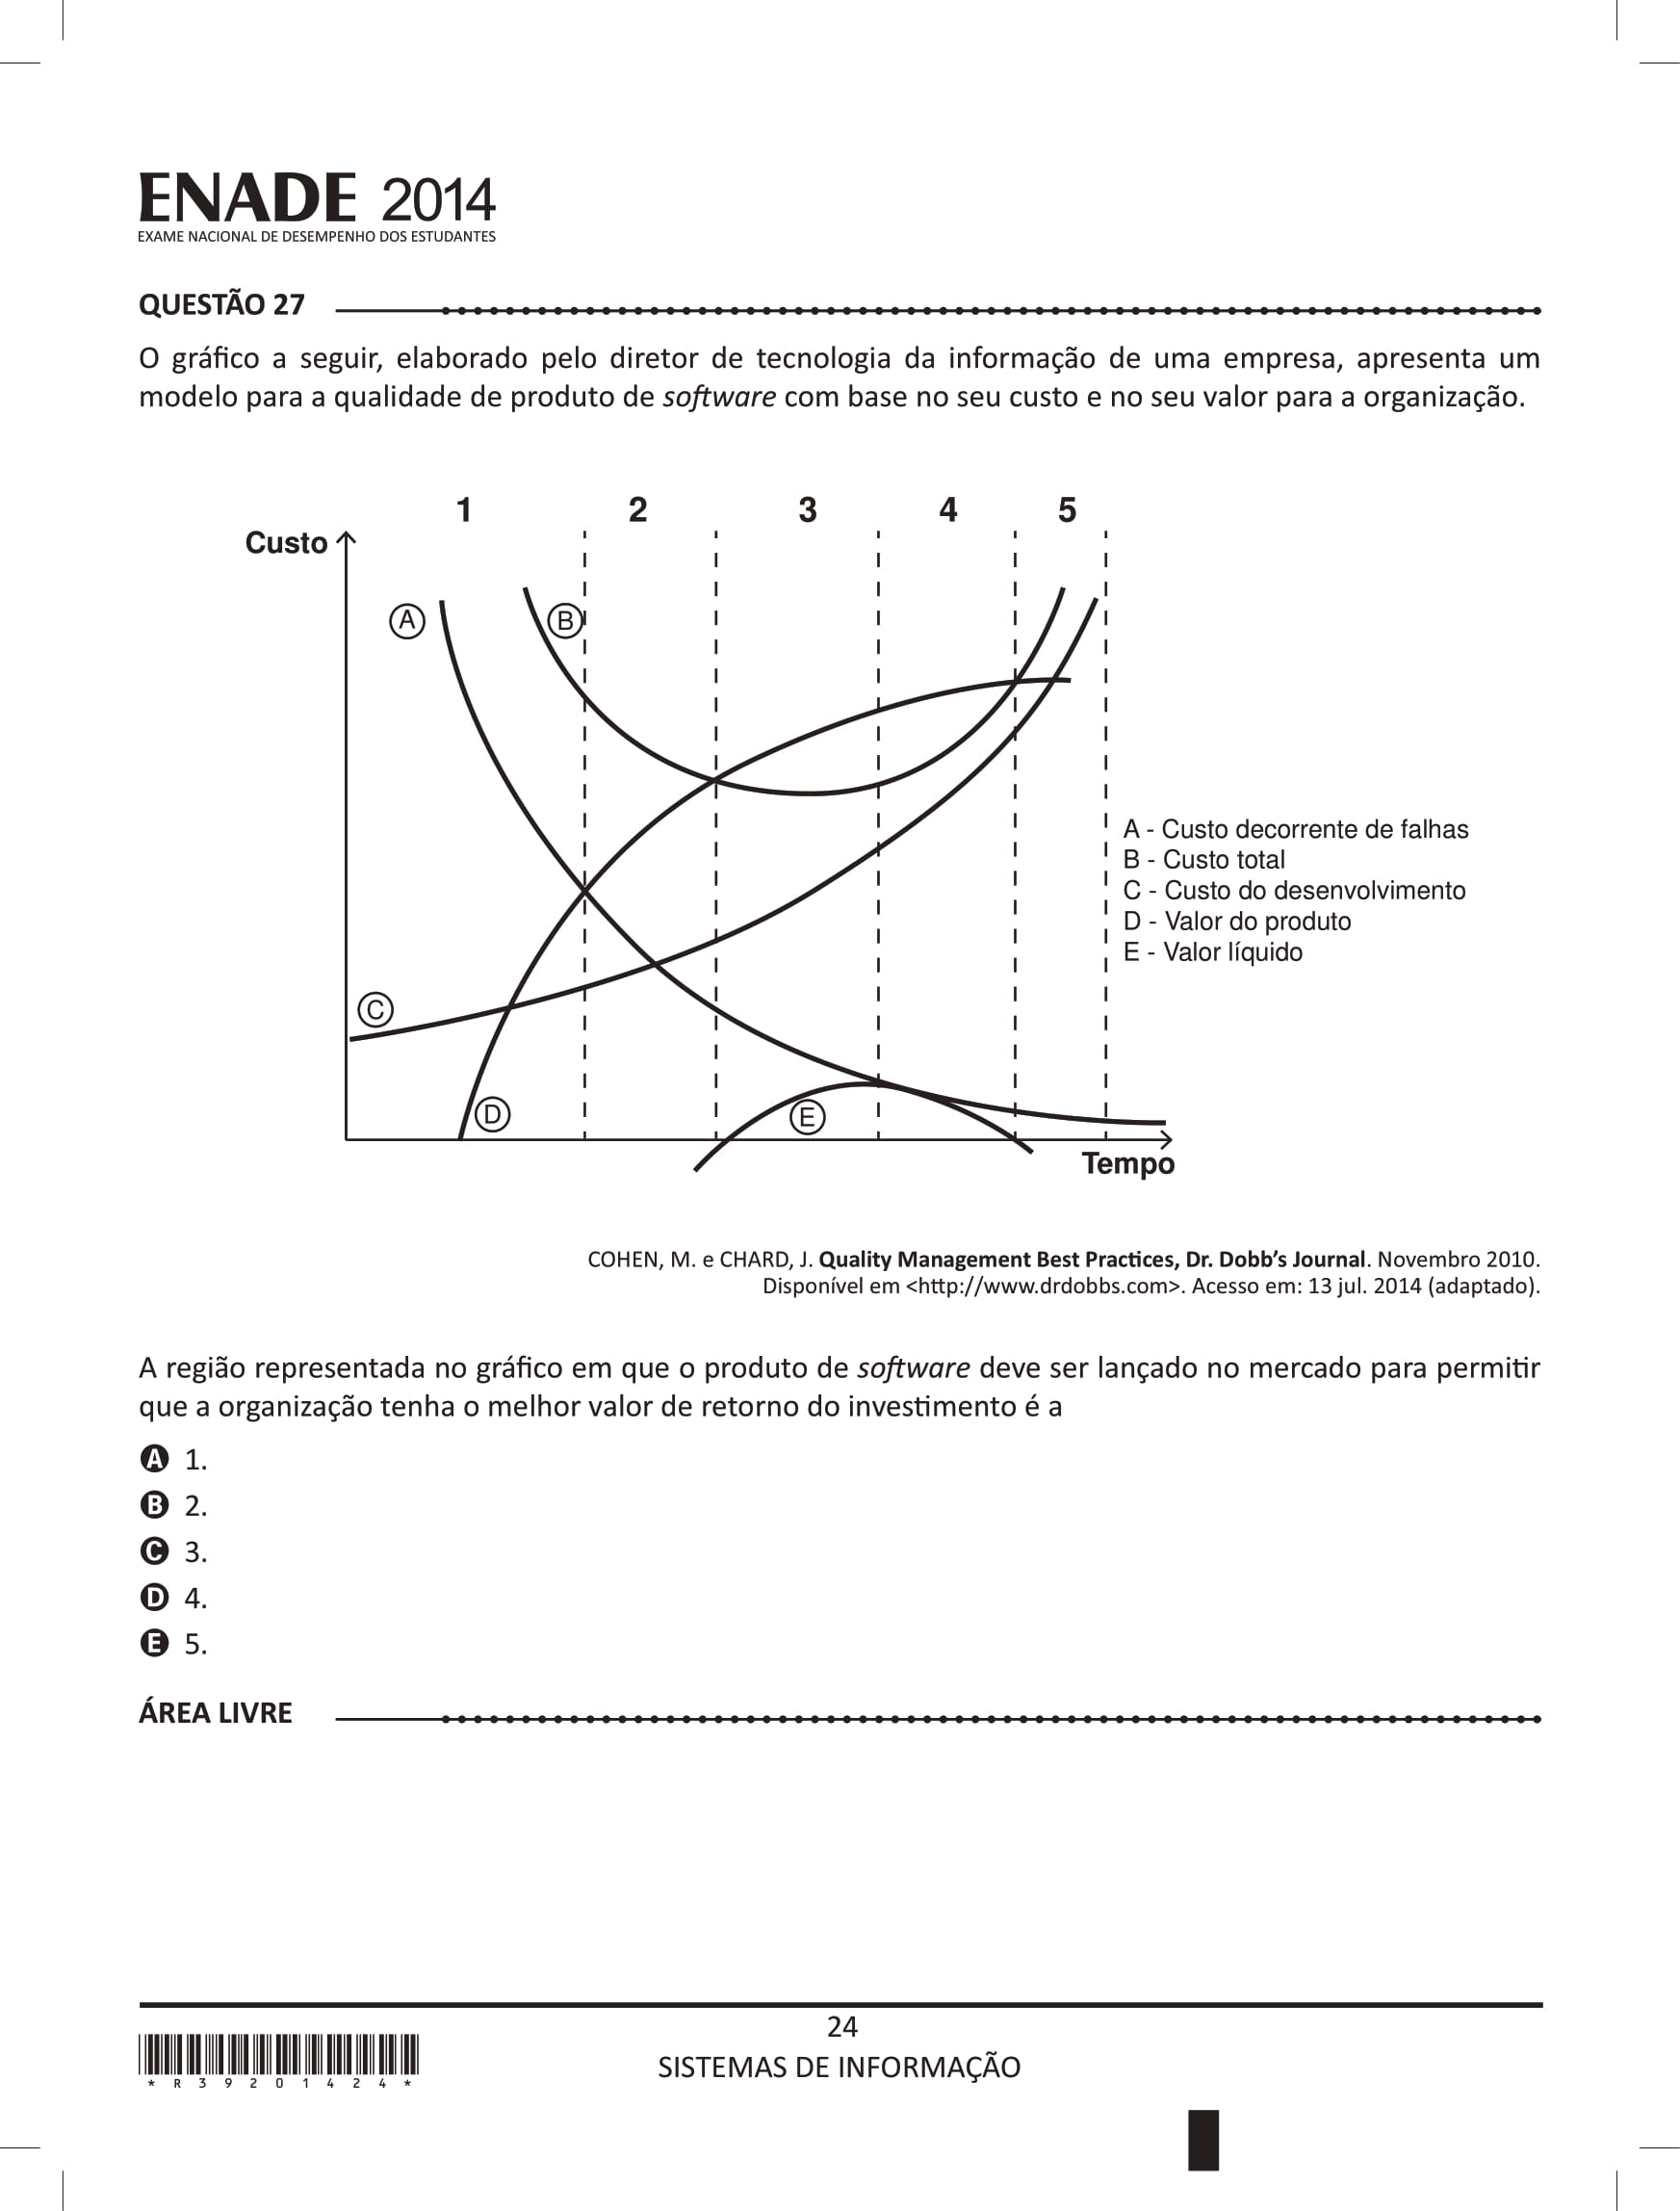 ENADE 2014
EXAME NACIONAL DE DESEMPENHO DOS ESTUDANTES
QUESTÃO 27
O gráfico a seguir, elaborado pelo diretor de tecnologia da informação de uma empresa, apresenta um
modelo para a qualidade de produto de software com base no seu custo e no seu valor para a organização.
1 2 3 4 5
Custo
A
B
C
D
E
Tempo
A - Custo decorrente de falhas
B - Custo total
C - Custo do desenvolvimento
D - Valor do produto
E - Valor líquido
COHEN, M. e CHARD, J. Quality Management Best Practices, Dr. Dobb’s Journal. Novembro 2010.
Disponível em <http://www.drdobbs.com>. Acesso em: 13 jul. 2014 (adaptado).
A região representada no gráfico em que o produto de software deve ser lançado no mercado para permitir
que a organização tenha o melhor valor de retorno do investimento é a
A 1.
B 2.
C 3.
D 4.
E 5.
ÁREA LIVRE
24
SISTEMAS DE INFORMAÇÃO
* R 3 9 2 0 1 4 2 4 *